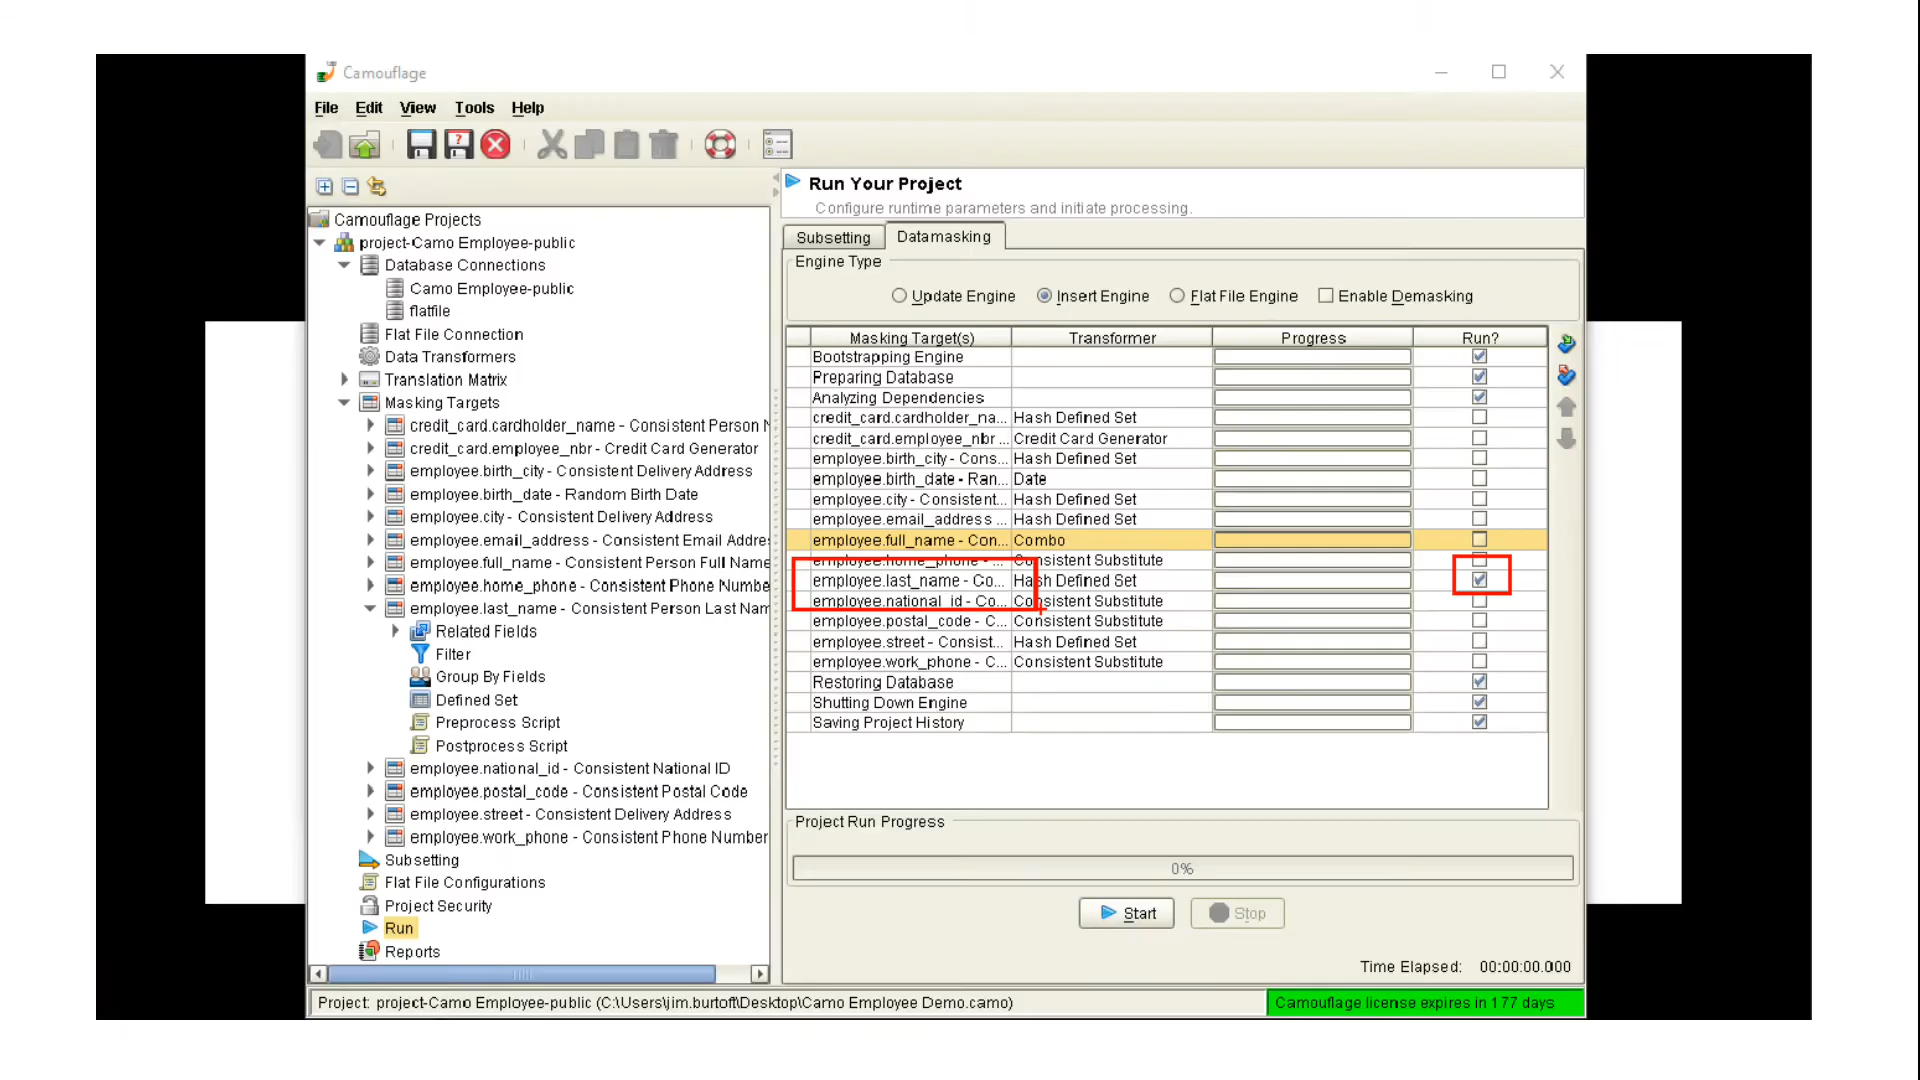 Camouflage
File Edit View Tools Help
Camouflage Projects
project-Camo Employee-public
Database Connections
Camo Employee-public
flatfile
Flat File Connection
Data Transformers
Translation Matrix
Masking Targets
credit_card.cardholder_name - Consistent Person N
credit_card.employee_nbr - Credit Card Generator
employee.birth_city - Consistent Delivery Address
employee.birth_date - Random Birth Date
employee.city - Consistent Delivery Address
employee.email_address - Consistent Email Addre
employee.full_name - Consistent Person Full Name
employee.home_phone - Consistent Phone Numbe
employee.last_name - Consistent Person Last Nam
Related Fields
Filter
Group By Fields
Defined Set
Preprocess Script
Postprocess Script
employee.national_id - Consistent National ID
employee.postal_code - Consistent Postal Code
employee.street - Consistent Delivery Address
employee.work_phone - Consistent Phone Number
Subsetting
Flat File Configurations
Project Security
Run
Reports
Run Your Project
Configure runtime parameters and initiate processing.
Subsetting Datamasking
Engine Type
Update Engine Insert Engine Flat File Engine Enable Demasking
Masking Target(s) Transformer Progress Run?
Bootstrapping Engine
Preparing Database
Analyzing Dependencies
credit_card.cardholder_na... Hash Defined Set
credit_card.employee_nbr ... Credit Card Generator
employee.birth_city - Cons... Hash Defined Set
employee.birth_date - Ran... Date
employee.city - Consistent... Hash Defined Set
employee.email_address ... Hash Defined Set
employee.full_name - Con... Combo
employee.home_phone - ... Consistent Substitute
employee.last_name - Co... Hash Defined Set
employee.national_id - Co... Consistent Substitute
employee.postal_code - C... Consistent Substitute
employee.street - Consist... Hash Defined Set
employee.work_phone - C... Consistent Substitute
Restoring Database
Shutting Down Engine
Saving Project History
Project Run Progress
0%
Start Stop
Time Elapsed: 00:00:00.000
Project: project-Camo Employee-public (C:\Users\jim.burtoft\Desktop\Camo Employee Demo.camo)
Camouflage license expires in 177 days